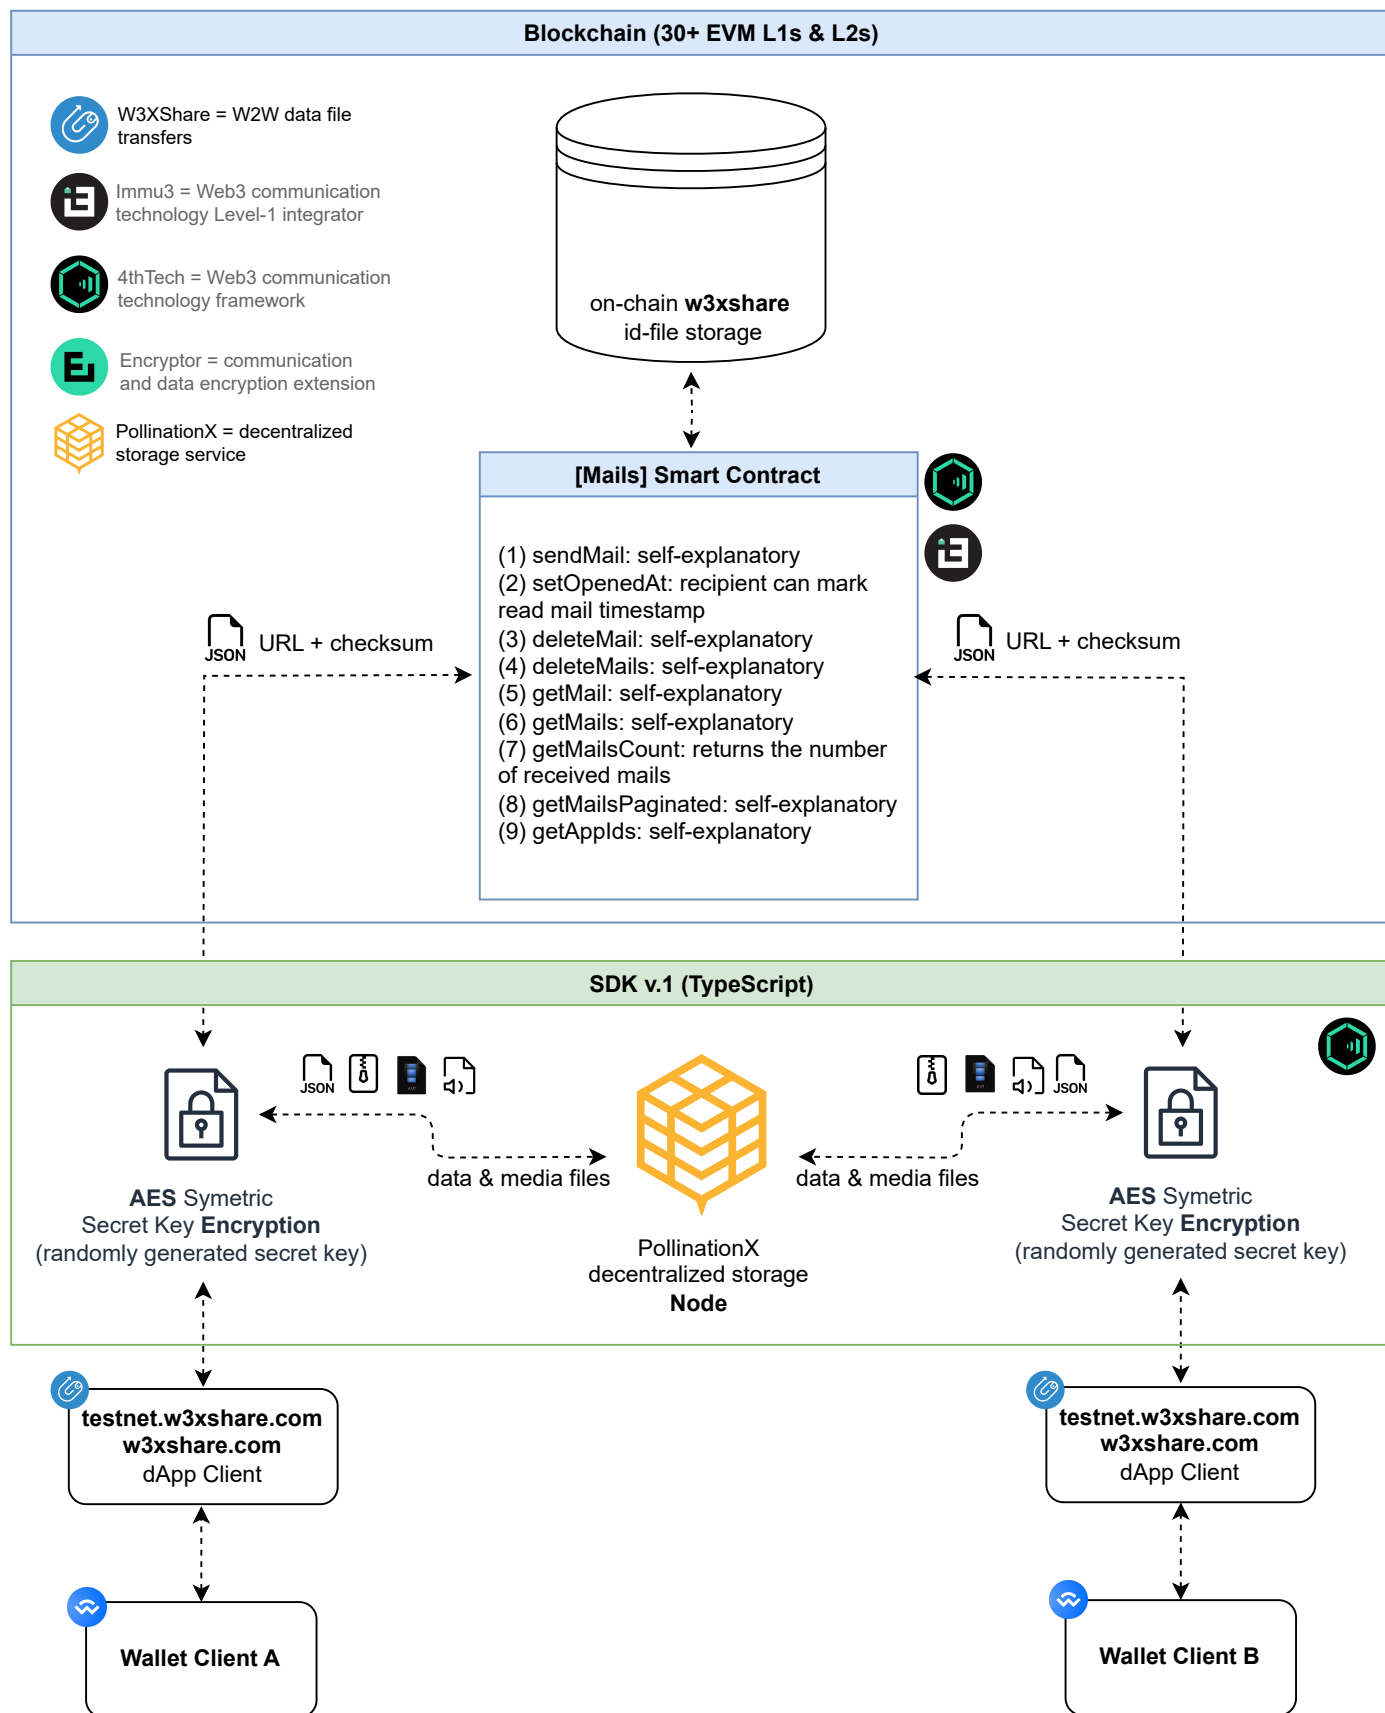 Blockchain (30+ EVM L1s & L2s)
W3XShare = W2W data file
transfers
Immu3 = Web3 communication
technology Level-1 integrator
4thTech = Web3 communication
technology framework
Encryptor = communication
and data encryption extension
PollinationX = decentralized
storage service
on-chain w3xshare
id-file storage
[Mails] Smart Contract
(1) sendMail: self-explanatory
(2) setOpenedAt: recipient can mark
read mail timestamp
(3) deleteMail: self-explanatory
(4) deleteMails: self-explanatory
(5) getMail: self-explanatory
(6) getMails: self-explanatory
(7) getMailsCount: returns the number
of received mails
(8) getMailsPaginated: self-explanatory
(9) getAppIds: self-explanatory
JSON
URL + checksum
JSON
URL + checksum
SDK v.1 (TypeScript)
JSON
JSON
data & media files
data & media files
AES Symetric
Secret Key Encryption
(randomly generated secret key)
PollinationX
decentralized storage
Node
AES Symetric
Secret Key Encryption
(randomly generated secret key)
testnet.w3xshare.com
w3xshare.com
dApp Client
testnet.w3xshare.com
w3xshare.com
dApp Client
Wallet Client A
Wallet Client B